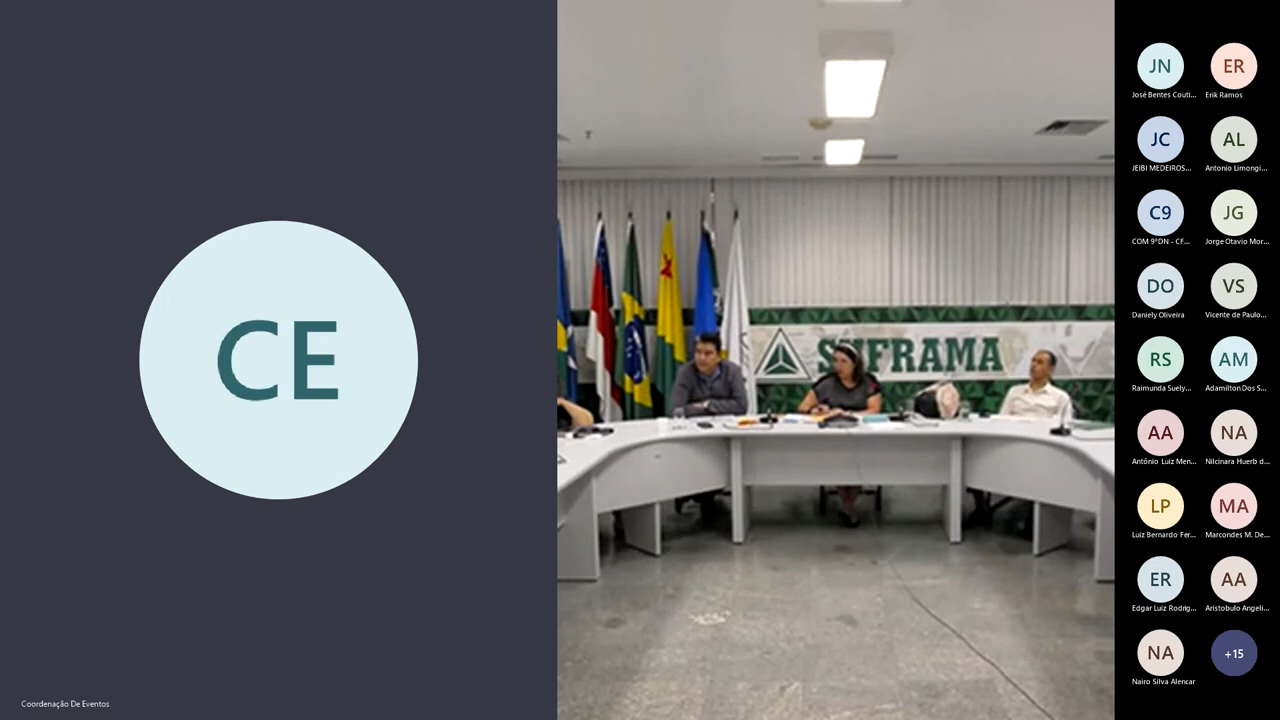 CE
Coordenação De Eventos
SUFRAMA
JN
ER
José Bentes Couti...
Erik Ramos
JC
AL
JEIBI MEDEIROS...
Antonio Limongi...
C9
JG
COM 9ºDN - CF...
Jorge Otavio Mor...
DO
VS
Daniely Oliveira
Vicente de Paulo...
RS
AM
Raimunda Suely...
Adamilton Dos S...
AA
NA
Antônio Luiz Men...
Nilcinara Huerb d...
LP
MA
Luiz Bernardo Fer...
Marcondes M. De...
ER
AA
Edgar Luiz Rodrig...
Aristobulo Angeli...
NA
+15
Nairo Silva Alencar